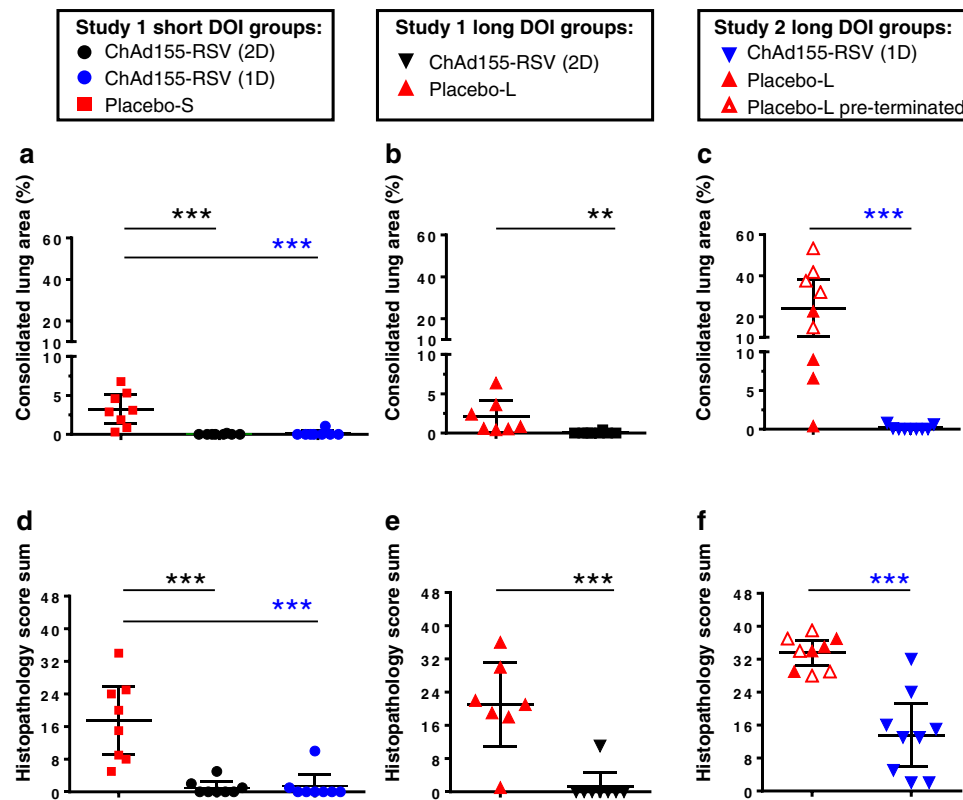 Study 1 short DOI groups:
ChAd155-RSV (2D)
ChAd155-RSV (1D)
Placebo-S
Study 1 long DOI groups:
ChAd155-RSV (2D)
Placebo-L
Study 2 long DOI groups:
ChAd155-RSV (1D)
Placebo-L
Placebo-L pre-terminated
a
Consolidated lung area (%)
60
40
20
10
10
5
0
***
***
b
Consolidated lung area (%)
60
40
20
10
10
5
0
**
c
Consolidated lung area (%)
60
40
20
10
10
5
0
***
d
Histopathology score sum
48
40
32
24
16
8
0
***
***
e
Histopathology score sum
48
40
32
24
16
8
0
***
f
Histopathology score sum
48
40
32
24
16
8
0
***